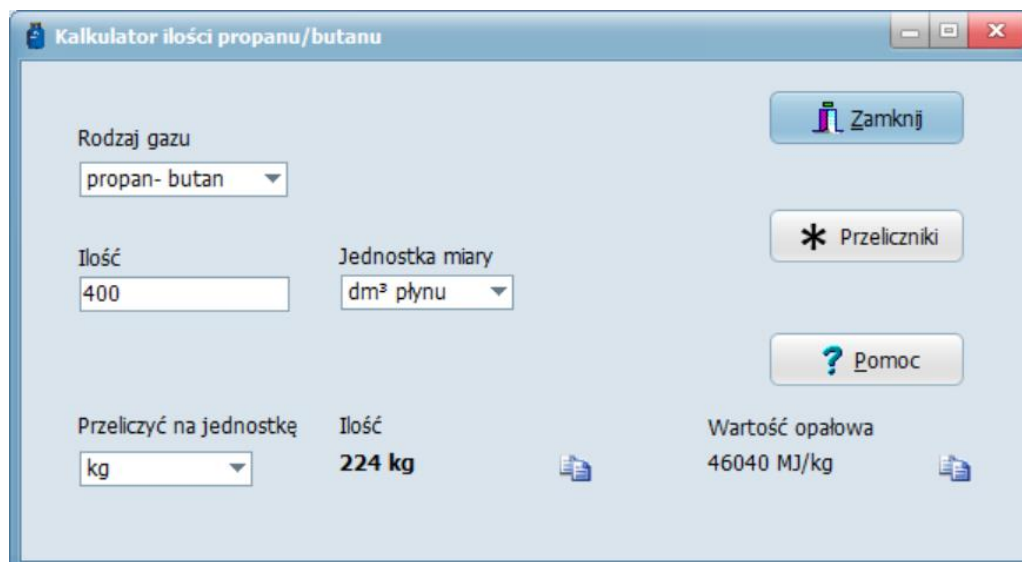 Kalkulator ilości propanu/butanu
Zamknij
Rodzaj gazu
propan- butan
Przeliczniki
Ilość
Jednostka miary
400
dm³ płynu
Pomoc
Przeliczyć na jednostkę
Ilość
Wartość opałowa
kg
224 kg
46040 MJ/kg